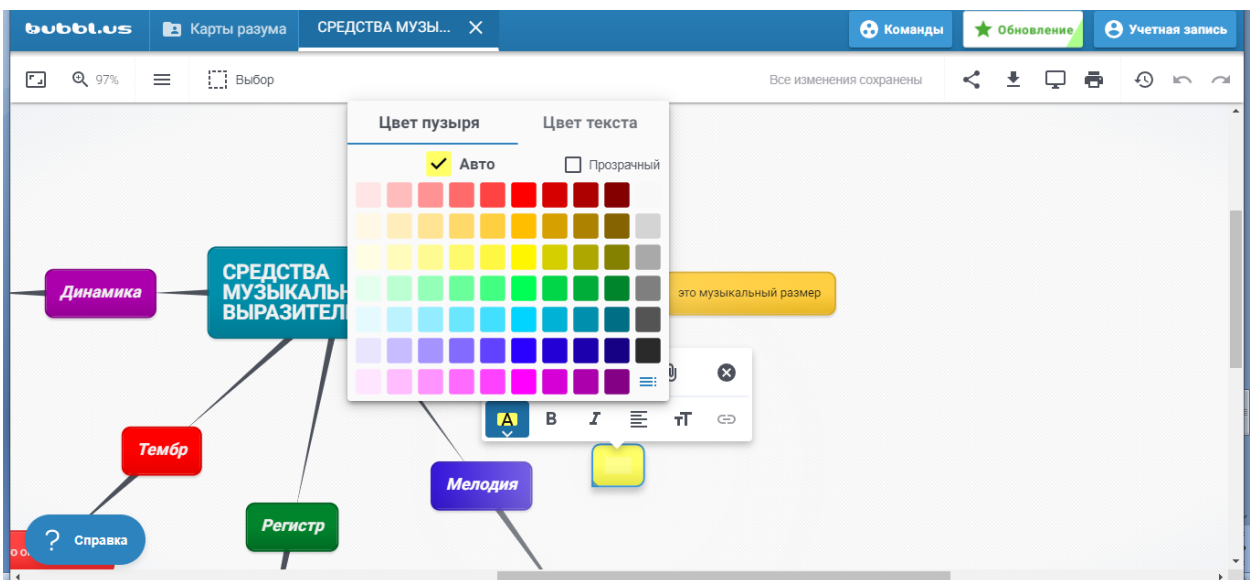 bubbl.us
Карты разума
СРЕДСТВА МУЗЫ...
Команды
Обновление
Учетная запись
97%
Выбор
Все изменения сохранены
Цвет пузыря
Цвет текста
Авто
Прозрачный
Динамика
СРЕДСТВА
МУЗЫКАЛЬН
ВЫРАЗИТЕЛ
это музыкальный размер
A
B
I
тТ
Тембр
Мелодия
Регистр
? Справка